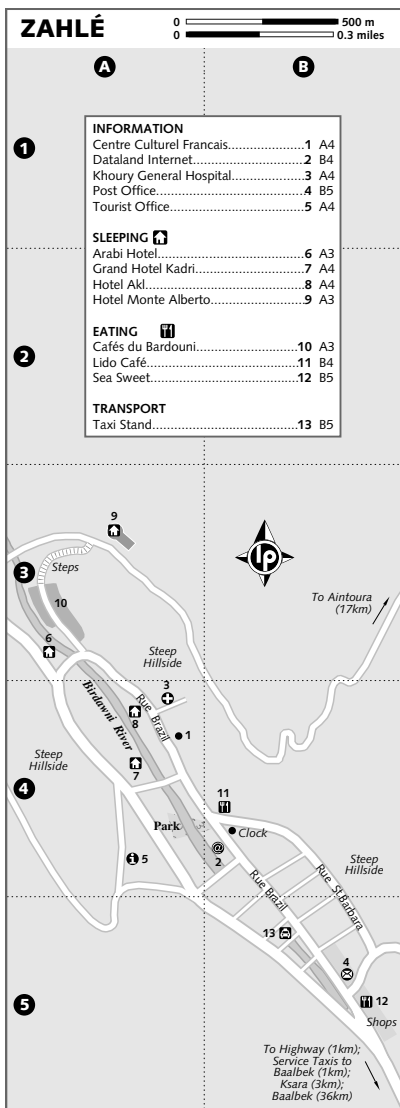 ZAHLÉ
0 500 m
0 0.3 miles
A B
1
INFORMATION
Centre Culturel Francais..............1 A4
Dataland Internet.....................2 B4
Khoury General Hospital...............3 A4
Post Office...........................4 B5
Tourist Office........................5 A4
SLEEPING
Arabi Hotel...........................6 A3
Grand Hotel Kadri.....................7 A4
Hotel Akl.............................8 A4
Hotel Monte Alberto...................9 A3
2
EATING
Cafés du Bardouni....................10 A3
Lido Café............................11 B4
Sea Sweet............................12 B5
TRANSPORT
Taxi Stand...........................13 B5
9
lp
3
Steps
10
To Aintoura
(17km)
6
Steep
Hillside
3
Birdawni River
Rue Brazil
8
1
Steep
Hillside
7
4
11
Park
Clock
@
2
i 5
Steep
Hillside
Rue Brazil
Rue St Barbara
13
4
12
5
Shops
To Highway (1km);
Service Taxis to
Baalbek (1km);
Ksara (3km);
Baalbek (36km)